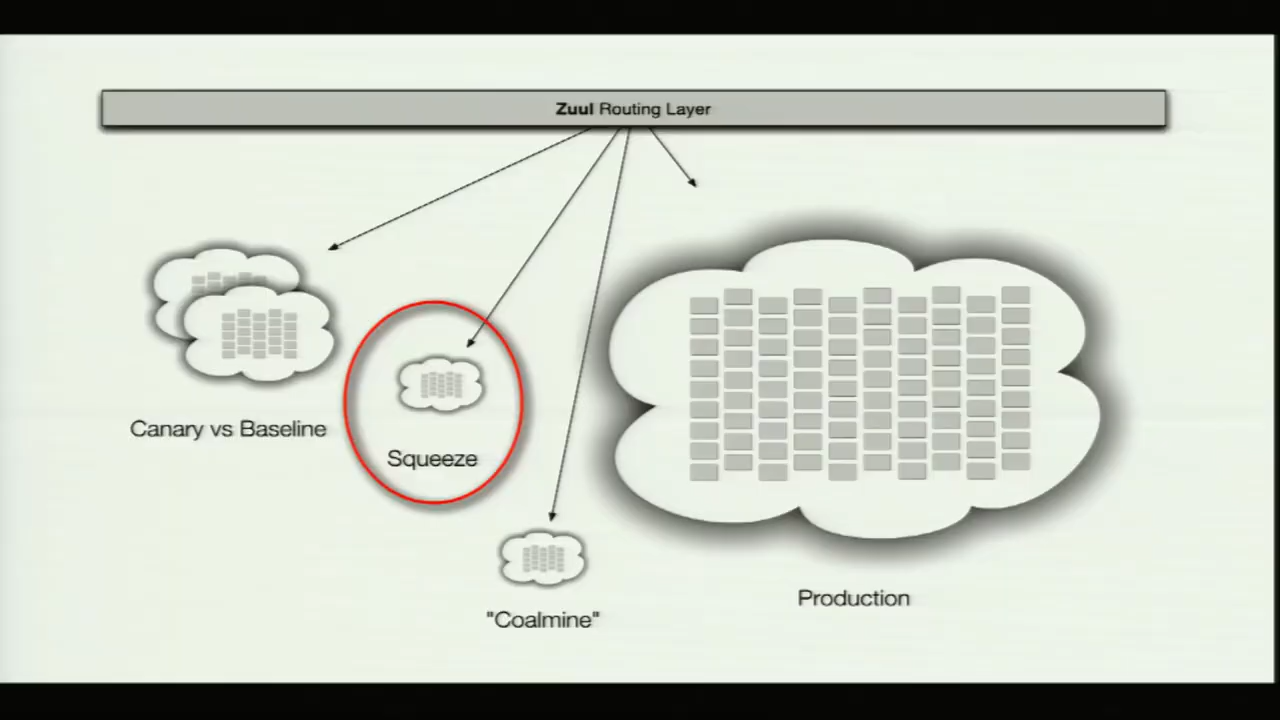 Zuul Routing Layer
Canary vs Baseline
Squeeze
"Coalmine"
Production